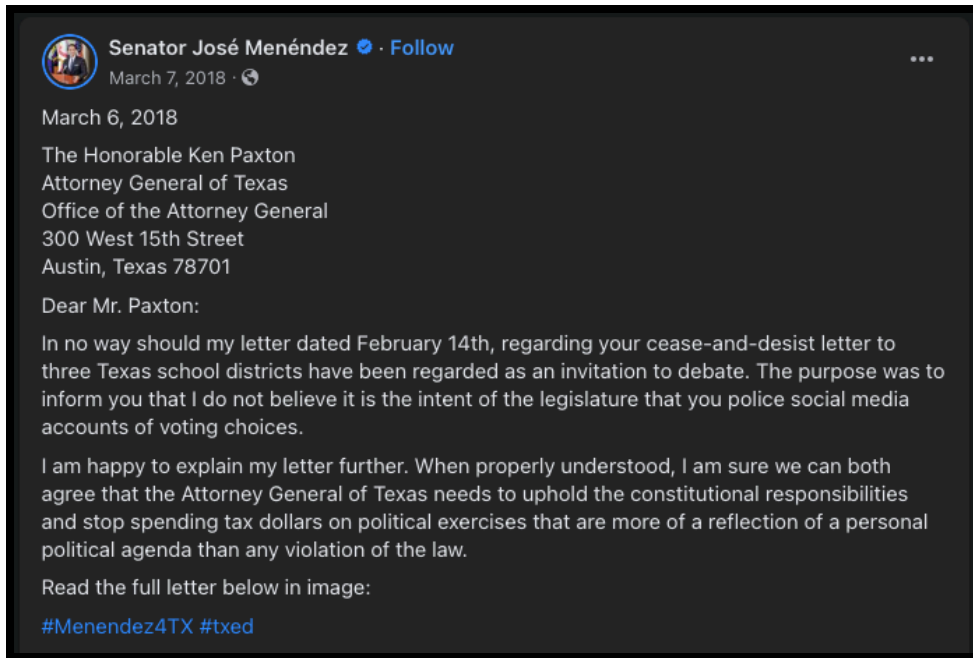 Senator José Menéndez · Follow
March 7, 2018 ·
March 6, 2018
The Honorable Ken Paxton
Attorney General of Texas
Office of the Attorney General
300 West 15th Street
Austin, Texas 78701
Dear Mr. Paxton:
In no way should my letter dated February 14th, regarding your cease-and-desist letter to
three Texas school districts have been regarded as an invitation to debate. The purpose was to
inform you that I do not believe it is the intent of the legislature that you police social media
accounts of voting choices.
I am happy to explain my letter further. When properly understood, I am sure we can both
agree that the Attorney General of Texas needs to uphold the constitutional responsibilities
and stop spending tax dollars on political exercises that are more of a reflection of a personal
political agenda than any violation of the law.
Read the full letter below in image:
#Menendez4TX #txed